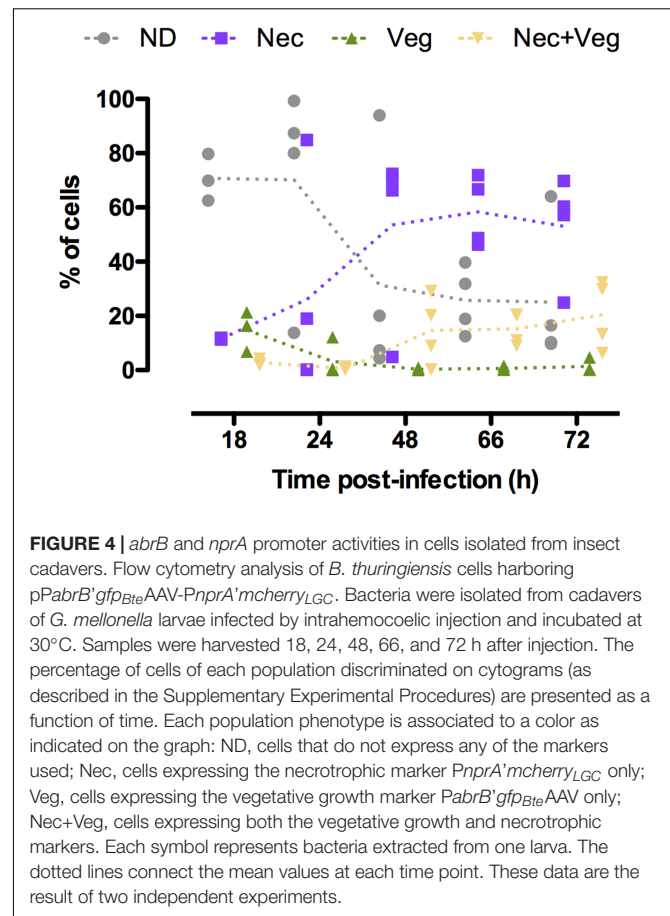 ND Nec Veg Nec+Veg
100
80
60
40
20
0
% of cells
18 24 48 66 72
Time post-infection (h)
FIGURE 4 | abrB and nprA promoter activities in cells isolated from insect
cadavers. Flow cytometry analysis of B. thuringiensis cells harboring
pPabrB'gfpBteAAV-PnprA'mcherryLGC. Bacteria were isolated from cadavers
of G. mellonella larvae infected by intrahemocoelic injection and incubated at
30°C. Samples were harvested 18, 24, 48, 66, and 72 h after injection. The
percentage of cells of each population discriminated on cytograms (as
described in the Supplementary Experimental Procedures) are presented as a
function of time. Each population phenotype is associated to a color as
indicated on the graph: ND, cells that do not express any of the markers
used; Nec, cells expressing the necrotrophic marker PnprA'mcherryLGC only;
Veg, cells expressing the vegetative growth marker PabrB'gfpBteAAV only;
Nec+Veg, cells expressing both the vegetative growth and necrotrophic
markers. Each symbol represents bacteria extracted from one larva. The
dotted lines connect the mean values at each time point. These data are the
result of two independent experiments.